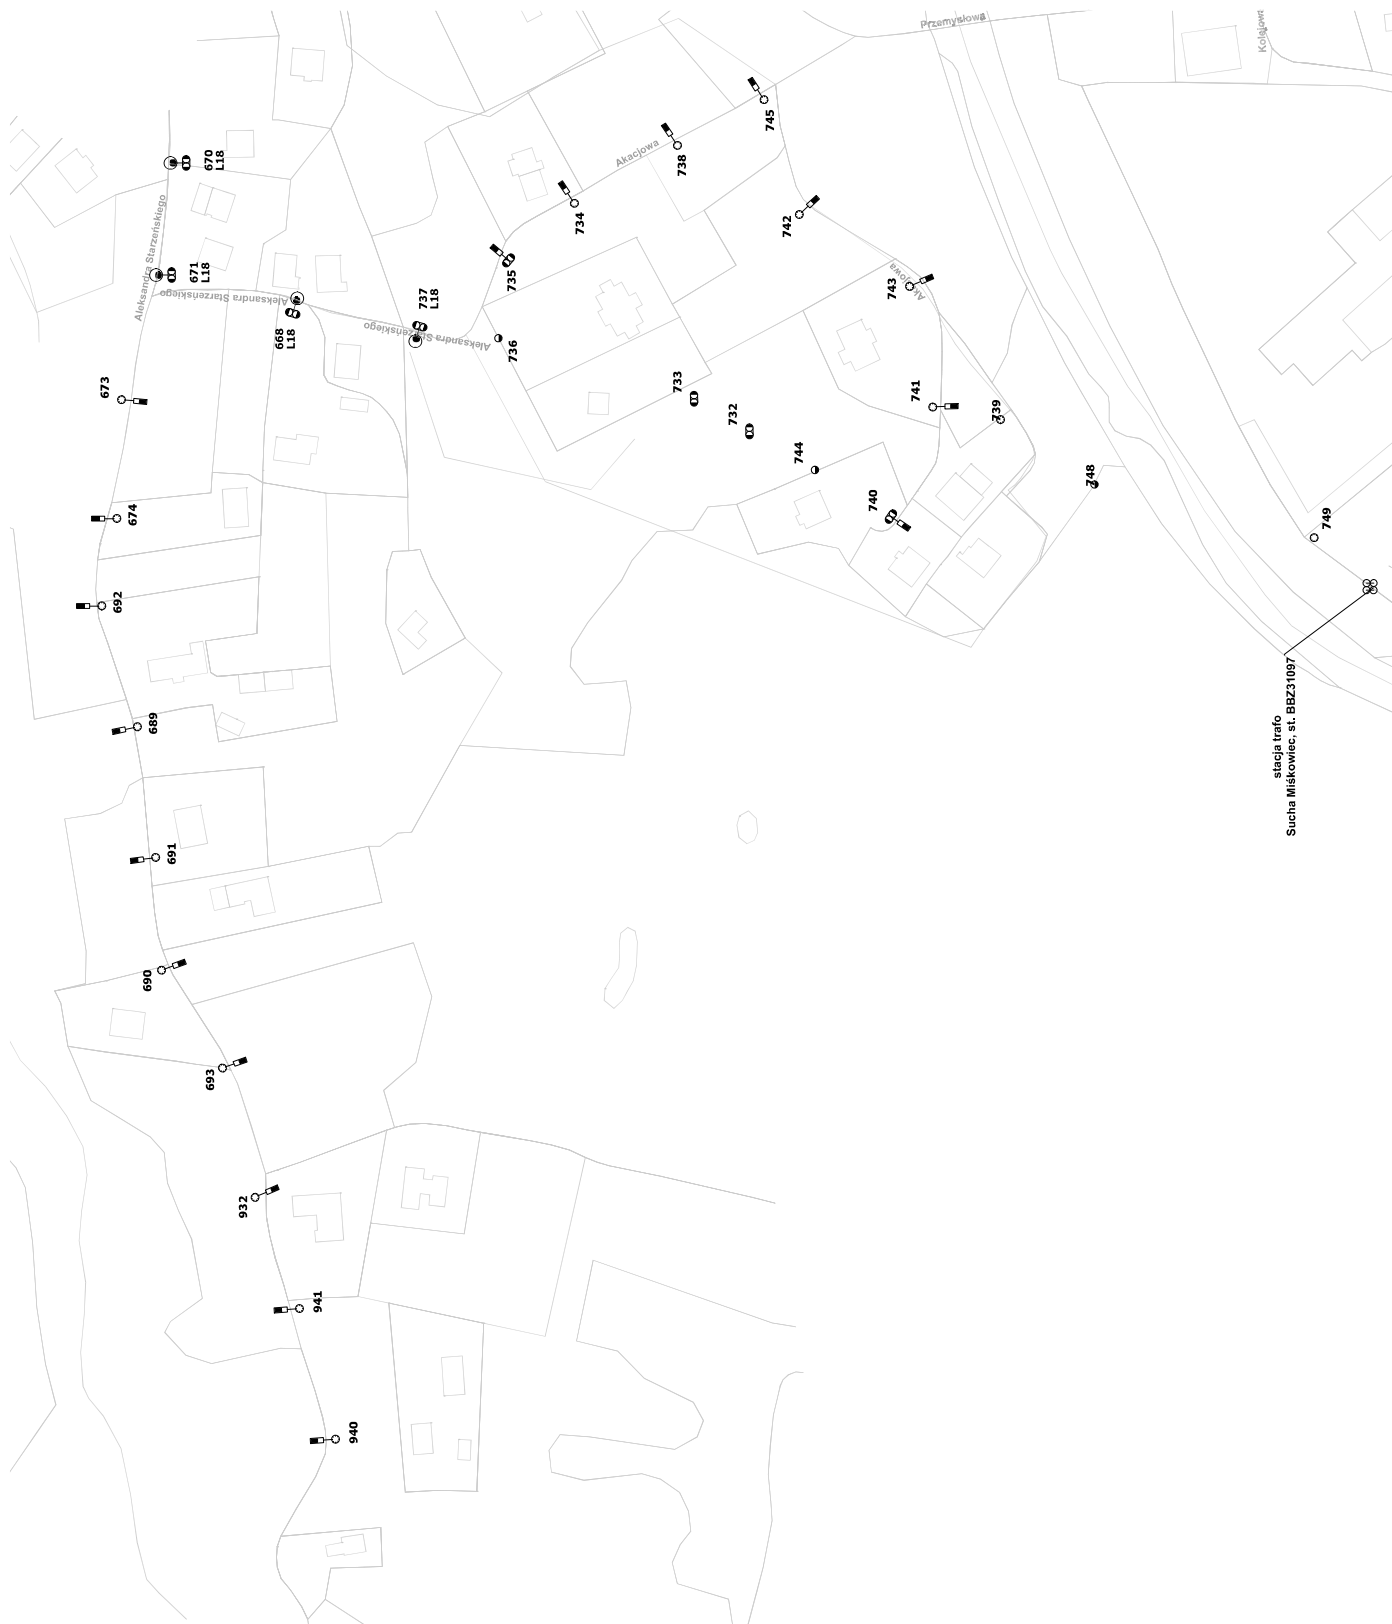 Przemysłowa
Kolejowa
745
Akacjowa
738
670
L18
734
742
Aleksandra Starzeńskiego
671
L18
735
Aleksandra Starzeńskiego
737
L18
743
Akacjowa
668
L18
Aleksandra Starzeńskiego
736
673
733
741
732
739
744
748
740
674
749
692
689
stacja trafo
Sucha Miśkowiec, st. BBZ31097
691
690
693
932
941
940